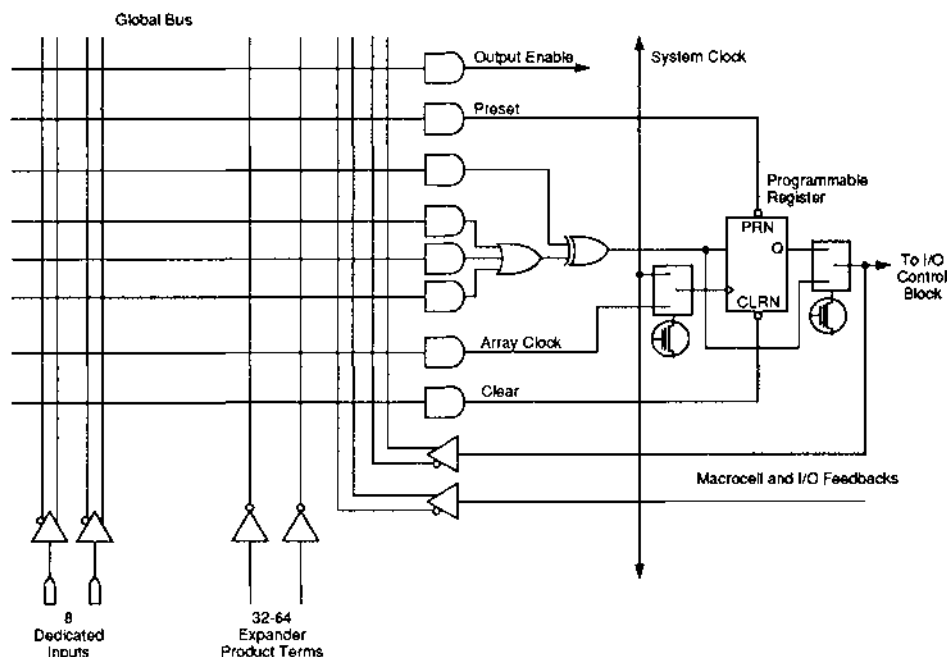 Global Bus
Output Enable
System Clock
Preset
Programmable
Register
PRN
Q
To I/O
Control
Block
CLRN
Array Clock
Clear
Macrocell and I/O Feedbacks
8
Dedicated
Inputs
32-64
Expander
Product Terms